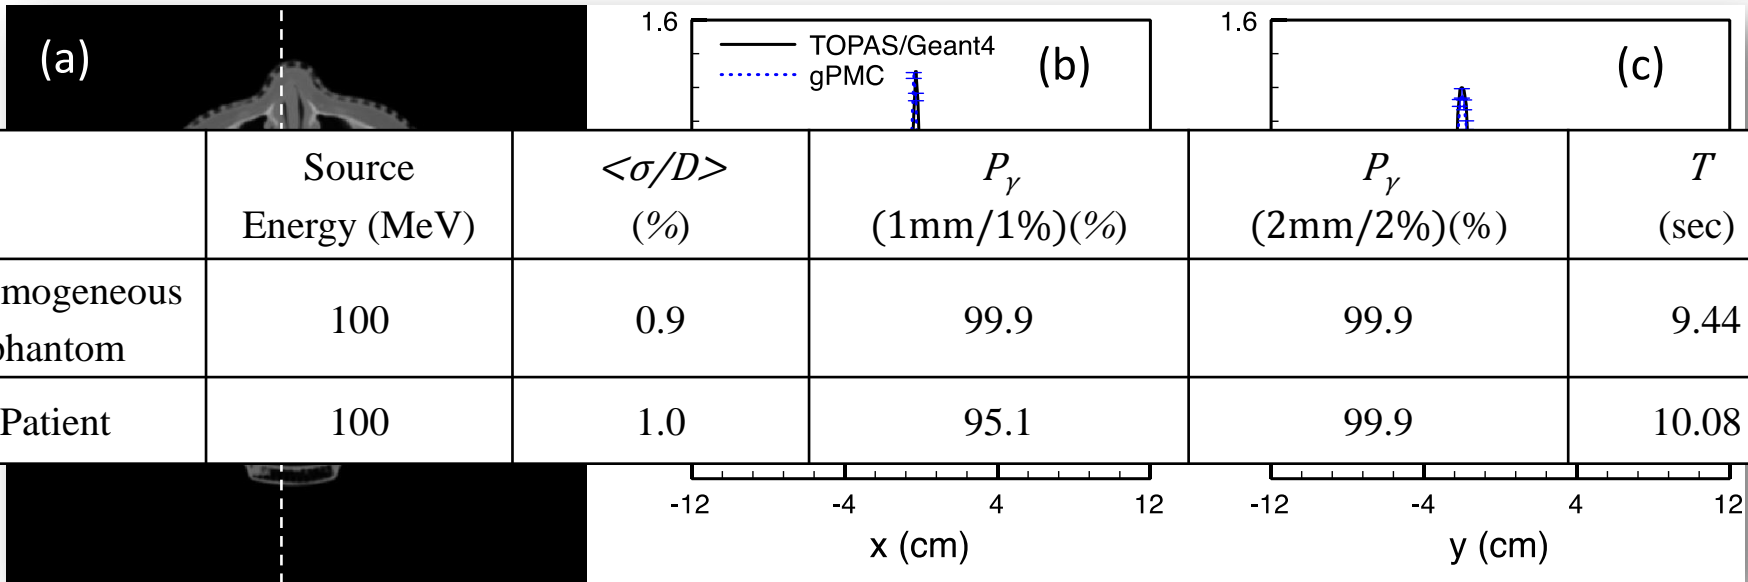 (a)
1.6
TOPAS/Geant4
gPMC
(b)
1.6
(c)
Source Energy (MeV)
<σ/D> (%)
Pγ (1mm/1%)(%)
Pγ (2mm/2%)(%)
T (sec)
mogeneous phantom
100
0.9
99.9
99.9
9.44
Patient
100
1.0
95.1
99.9
10.08
-12
-4
4
12
x (cm)
-12
-4
4
12
y (cm)